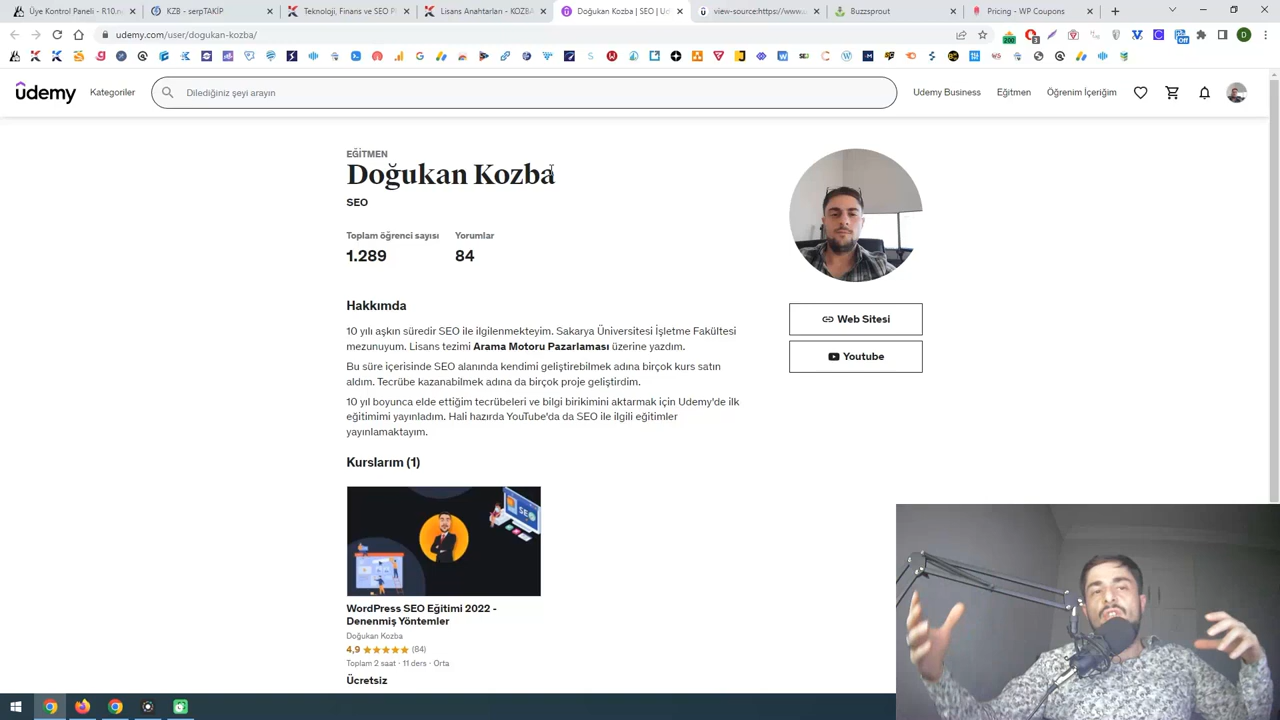 Üye Kontrol Paneli - R10.n
KZB - serpTAKİP
Teknoloji, Finans ve SEO P
Lisans Anahtarları - KOZBA
Doğukan Kozba | SEO | Ud
view-source:https://www.
Buzzsprout
Pricing - WP Coupons
udemy.com/user/dogukan-kozba/
ûdemy
Kategoriler
Dilediğiniz şeyi arayın
Udemy Business
Eğitmen
Öğrenim İçeriğim
EĞİTMEN
Doğukan Kozba
SEO
Toplam öğrenci sayısı
Yorumlar
1.289
84
Hakkımda
10 yılı aşkın süredir SEO ile ilgilenmekteyim. Sakarya Üniversitesi İşletme Fakültesi
mezunuyum. Lisans tezimi Arama Motoru Pazarlaması üzerine yazdım.
Bu süre içerisinde SEO alanında kendimi geliştirebilmek adına birçok kurs satın
aldım. Tecrübe kazanabilmek adına da birçok proje geliştirdim.
10 yıl boyunca elde ettiğim tecrübeleri ve bilgi birikimini aktarmak için Udemy'de ilk
eğitimimi yayınladım. Hali hazırda YouTube'da da SEO ile ilgili eğitimler
yayınlamaktayım.
Web Sitesi
Youtube
Kurslarım (1)
SEO
WordPress SEO Eğitimi 2022 -
Denenmiş Yöntemler
Doğukan Kozba
4,9
(84)
Toplam 2 saat · 11 ders · Orta
Ücretsiz